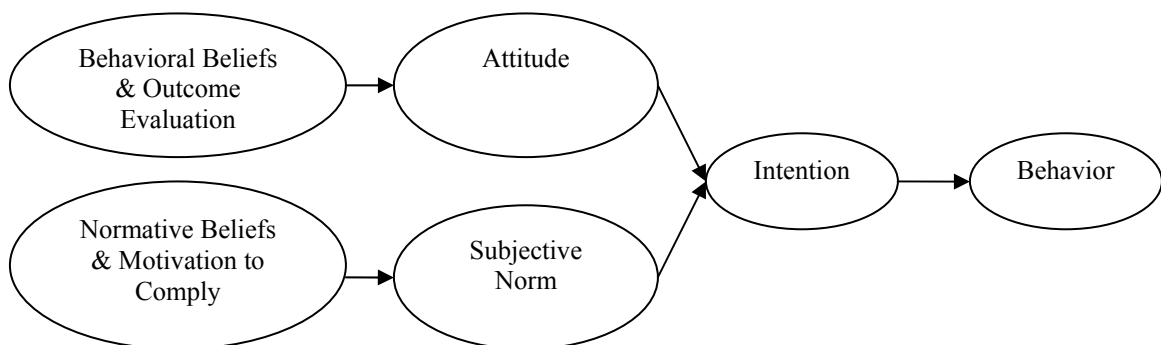 Behavioral Beliefs
& Outcome
Evaluation
Attitude
Intention
Behavior
Normative Beliefs
& Motivation to
Comply
Subjective
Norm